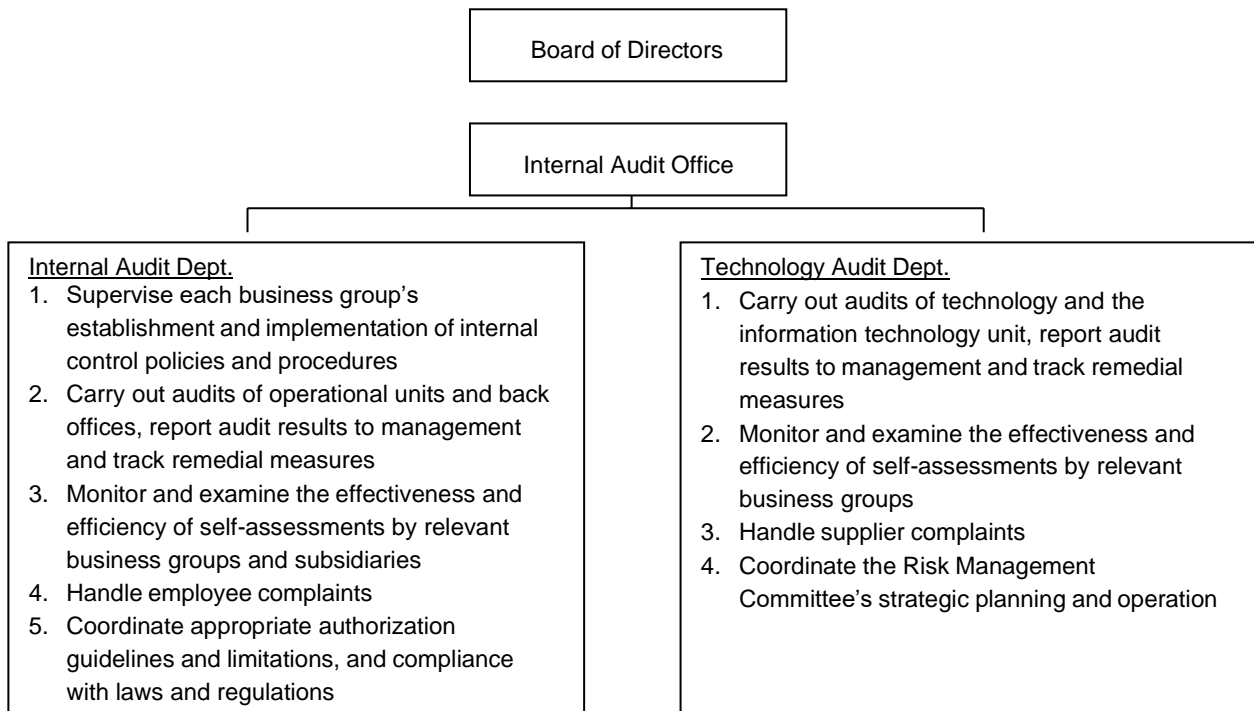 Board of Directors
Internal Audit Office
Internal Audit Dept.
1. Supervise each business group’s
establishment and implementation of internal
control policies and procedures
2. Carry out audits of operational units and back
offices, report audit results to management
and track remedial measures
3. Monitor and examine the effectiveness and
efficiency of self-assessments by relevant
business groups and subsidiaries
4. Handle employee complaints
5. Coordinate appropriate authorization
guidelines and limitations, and compliance
with laws and regulations
Technology Audit Dept.
1. Carry out audits of technology and the
information technology unit, report audit
results to management and track remedial
measures
2. Monitor and examine the effectiveness and
efficiency of self-assessments by relevant
business groups
3. Handle supplier complaints
4. Coordinate the Risk Management
Committee’s strategic planning and operation